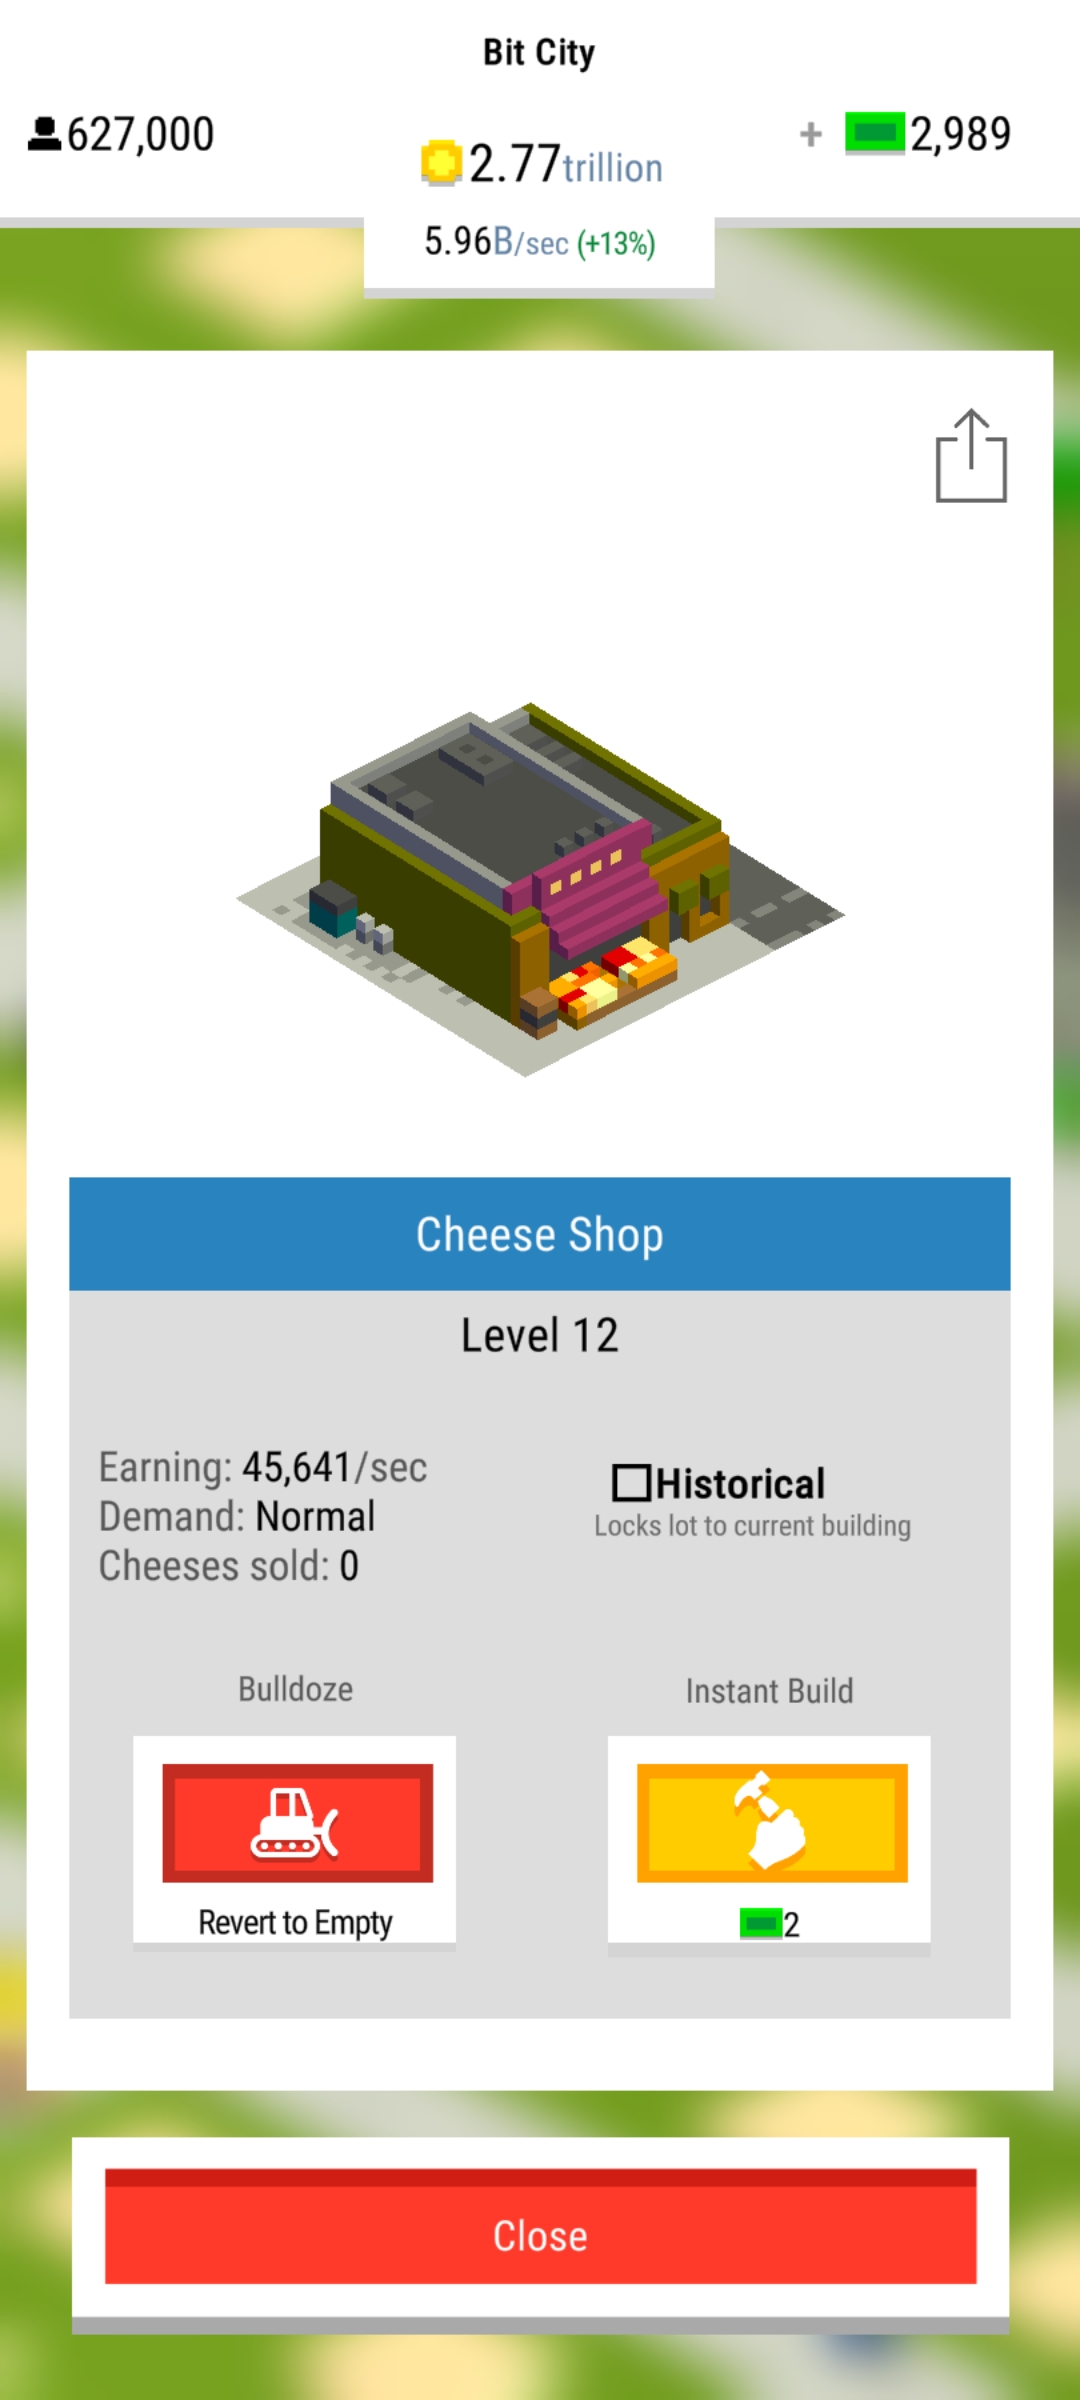 Bit City
627,000
+ 2,989
2.77trillion
5.96B/sec (+13%)
Cheese Shop
Level 12
Earning: 45,641/sec
Demand: Normal
Cheeses sold: 0
Historical
Locks lot to current building
Bulldoze
Revert to Empty
Instant Build
2
Close